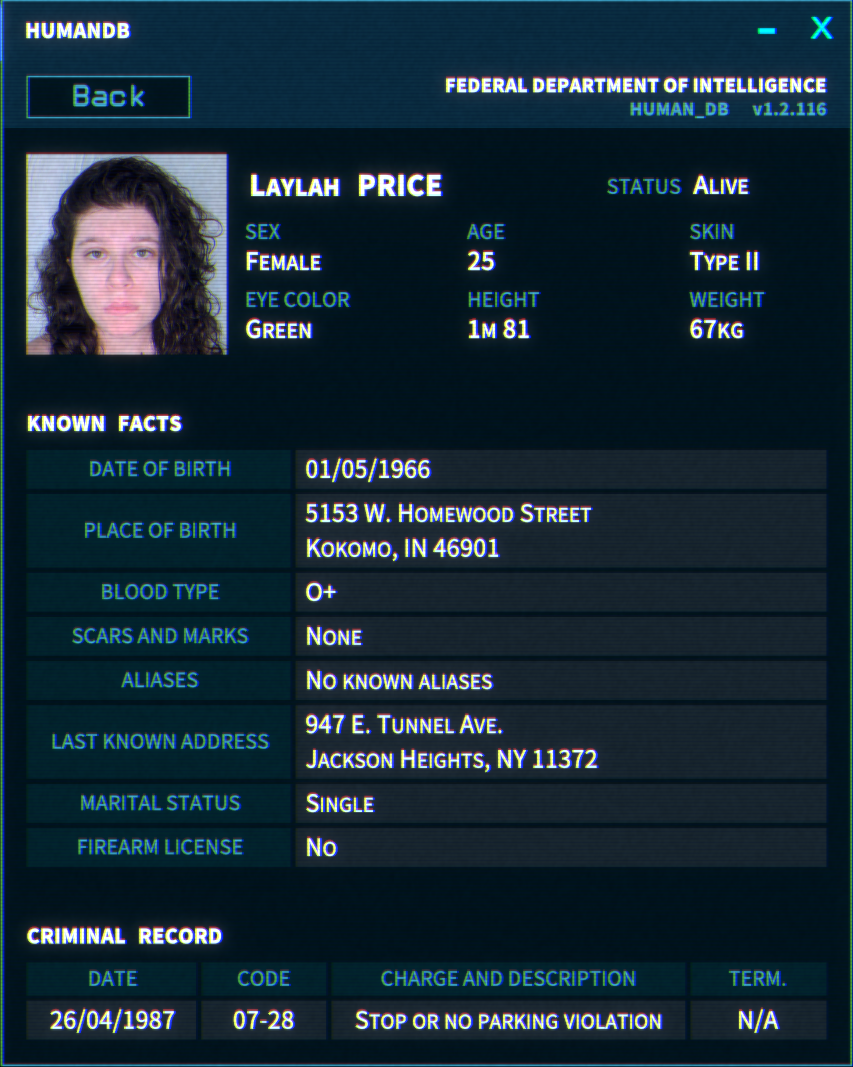 HUMANDB
– X
Back
FEDERAL DEPARTMENT OF INTELLIGENCE
HUMAN_DB v1.2.116
LAYLAH PRICE
STATUS ALIVE
SEX AGE SKIN
FEMALE 25 TYPE II
EYE COLOR HEIGHT WEIGHT
GREEN 1M 81 67KG
KNOWN FACTS
DATE OF BIRTH 01/05/1966
PLACE OF BIRTH 5153 W. HOMEWOOD STREET
KOKOMO, IN 46901
BLOOD TYPE O+
SCARS AND MARKS NONE
ALIASES NO KNOWN ALIASES
LAST KNOWN ADDRESS 947 E. TUNNEL AVE.
JACKSON HEIGHTS, NY 11372
MARITAL STATUS SINGLE
FIREARM LICENSE NO
CRIMINAL RECORD
DATE CODE CHARGE AND DESCRIPTION TERM.
26/04/1987 07-28 STOP OR NO PARKING VIOLATION N/A